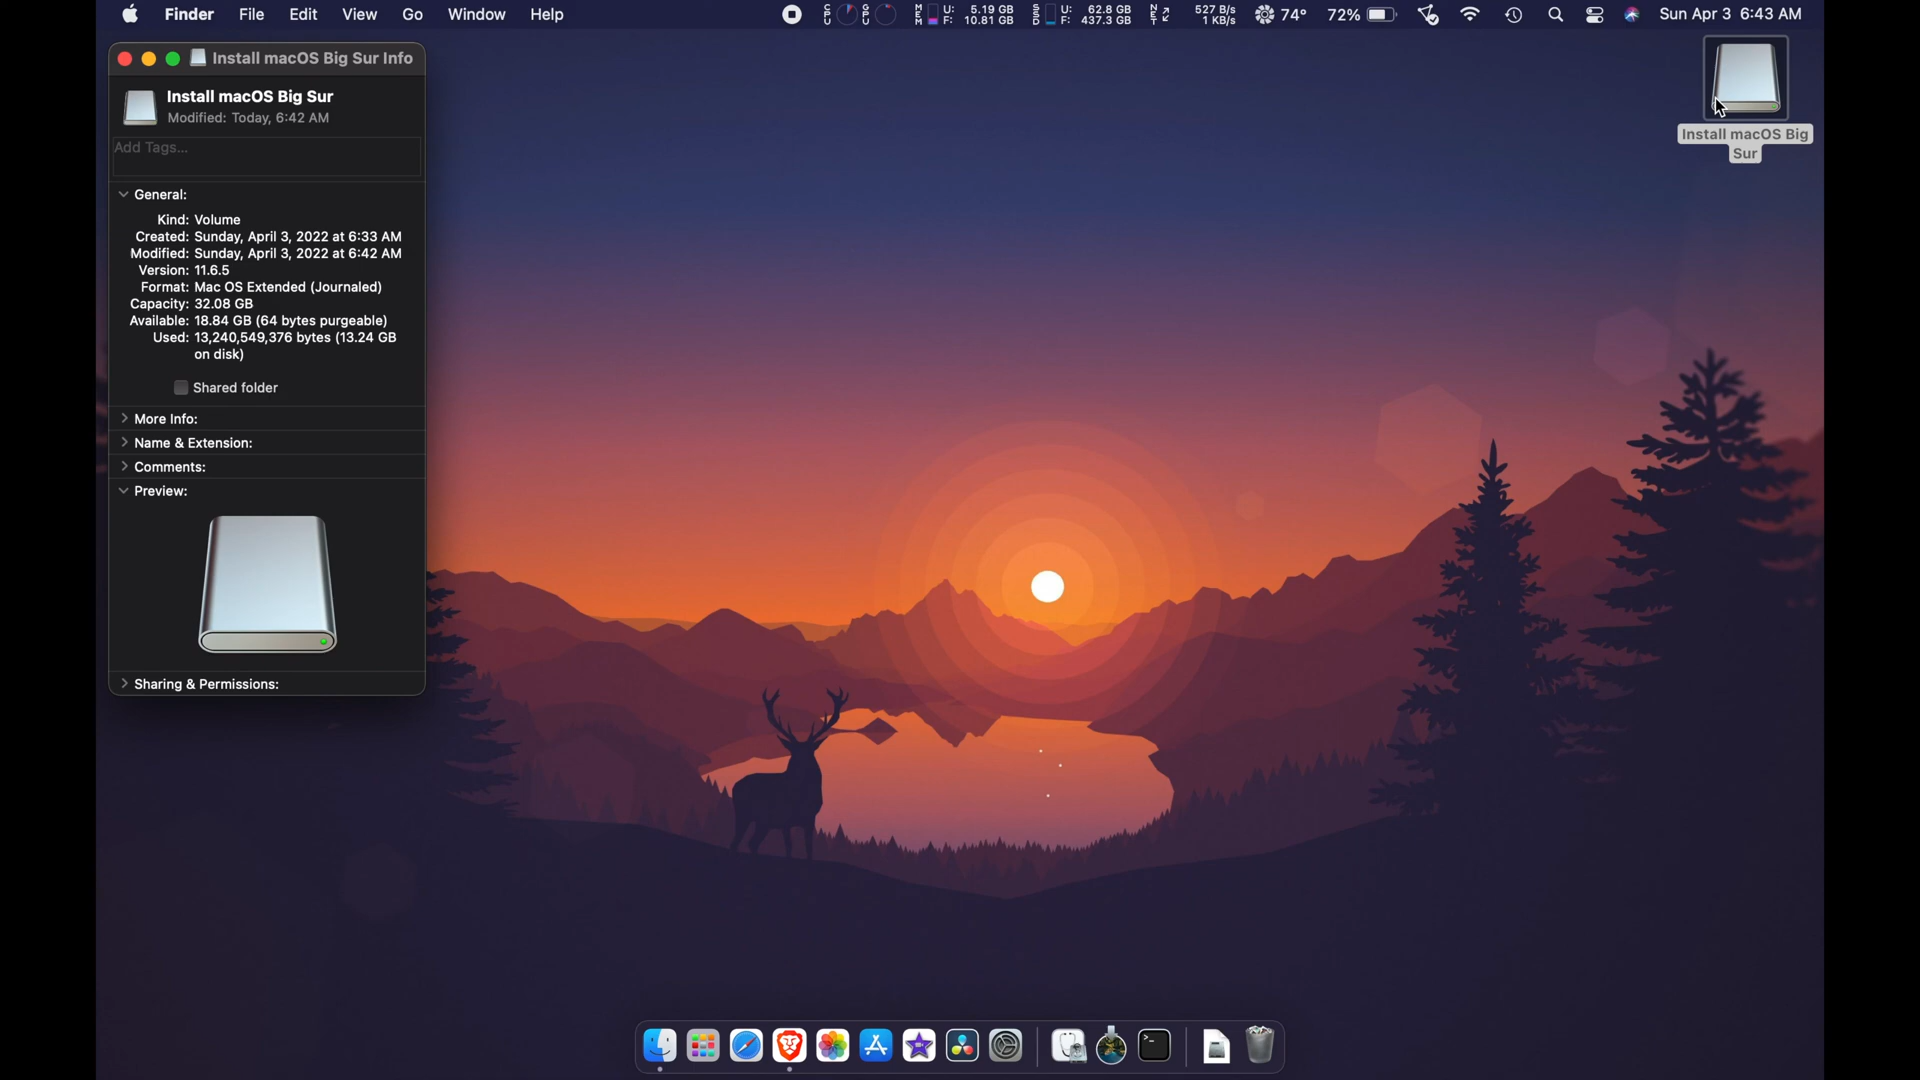 Finder File Edit View Go Window Help
CPU GPU MEM U: 5.19 GB F: 10.81 GB SSD U: 62.8 GB F: 437.3 GB NET 527 B/s 1 KB/s 74° 72% Sun Apr 3 6:43 AM
Install macOS Big Sur Info
Install macOS Big Sur
Modified: Today, 6:42 AM
Add Tags...
General:
Kind: Volume
Created: Sunday, April 3, 2022 at 6:33 AM
Modified: Sunday, April 3, 2022 at 6:42 AM
Version: 11.6.5
Format: Mac OS Extended (Journaled)
Capacity: 32.08 GB
Available: 18.84 GB (64 bytes purgeable)
Used: 13,240,549,376 bytes (13.24 GB
on disk)
Shared folder
More Info:
Name & Extension:
Comments:
Preview:
Sharing & Permissions:
Install macOS Big
Sur